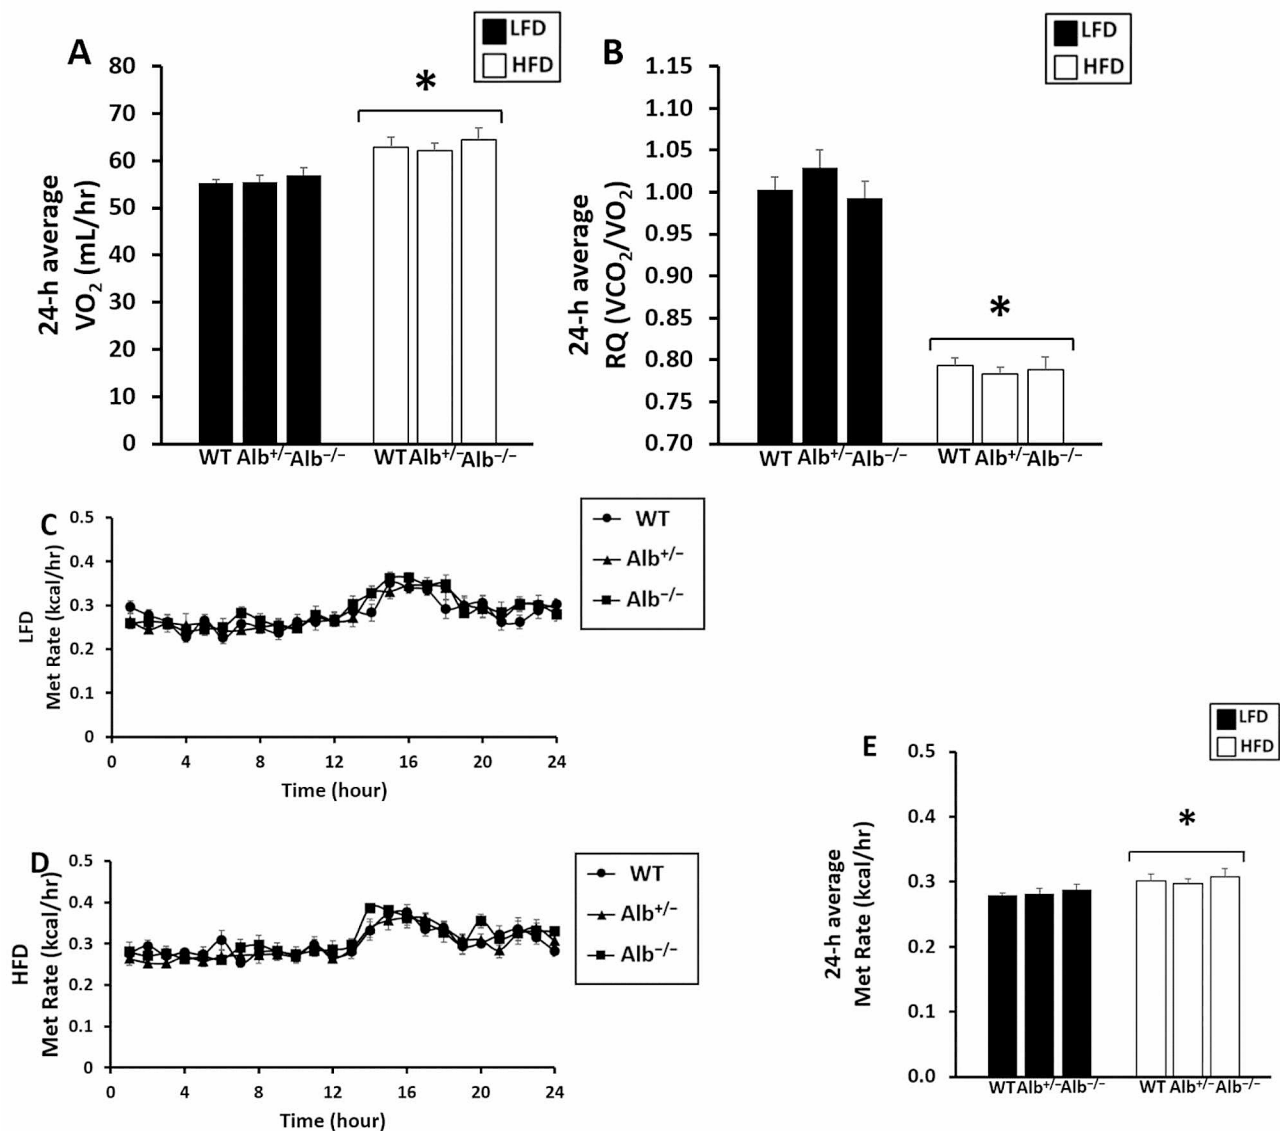 A
LFD
HFD
80
70
60
50
40
30
20
10
0
24-h average
VO₂ (mL/hr)
*
WT Alb⁺/⁻ Alb⁻/⁻
WT Alb⁺/⁻ Alb⁻/⁻
B
LFD
HFD
1.15
1.10
1.05
1.00
0.95
0.90
0.85
0.80
0.75
0.70
24-h average
RQ (VCO₂/VO₂)
*
WT Alb⁺/⁻ Alb⁻/⁻
WT Alb⁺/⁻ Alb⁻/⁻
C
0.5
0.4
0.3
0.2
0.1
0
LFD
Met Rate (kcal/hr)
0 4 8 12 16 20 24
Time (hour)
WT
Alb⁺/⁻
Alb⁻/⁻
D
0.5
0.4
0.3
0.2
0.1
0
HFD
Met Rate (kcal/hr)
0 4 8 12 16 20 24
Time (hour)
WT
Alb⁺/⁻
Alb⁻/⁻
E
LFD
HFD
0.5
0.4
0.3
0.2
0.1
0.0
24-h average
Met Rate (kcal/hr)
*
WT Alb⁺/⁻ Alb⁻/⁻
WT Alb⁺/⁻ Alb⁻/⁻